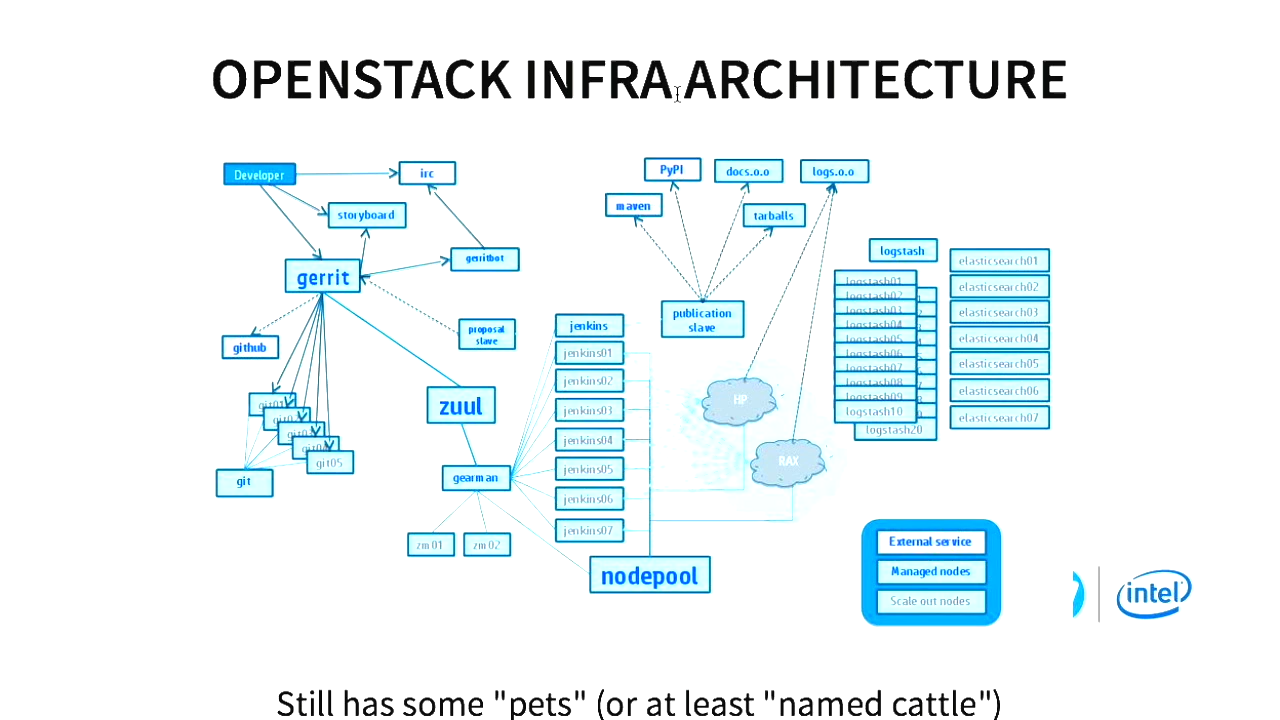 OPENSTACK INFRA ARCHITECTURE
Developer
irc
storyboard
gerrit
gerritbot
github
proposal
slave
git01
git05
git
zuul
gearman
zm01
zm02
jenkins
jenkins01
jenkins02
jenkins03
jenkins04
jenkins05
jenkins06
jenkins07
nodepool
PyPI
docs.o.o
logs.o.o
maven
tarballs
publication
slave
HP
RAX
logstash
logstash01
logstash02
logstash03
logstash04
logstash05
logstash06
logstash07
logstash08
logstash09
logstash10
logstash20
elasticsearch01
elasticsearch02
elasticsearch03
elasticsearch04
elasticsearch05
elasticsearch06
elasticsearch07
External service
Managed nodes
Scale out nodes
intel
Still has some "pets" (or at least "named cattle")